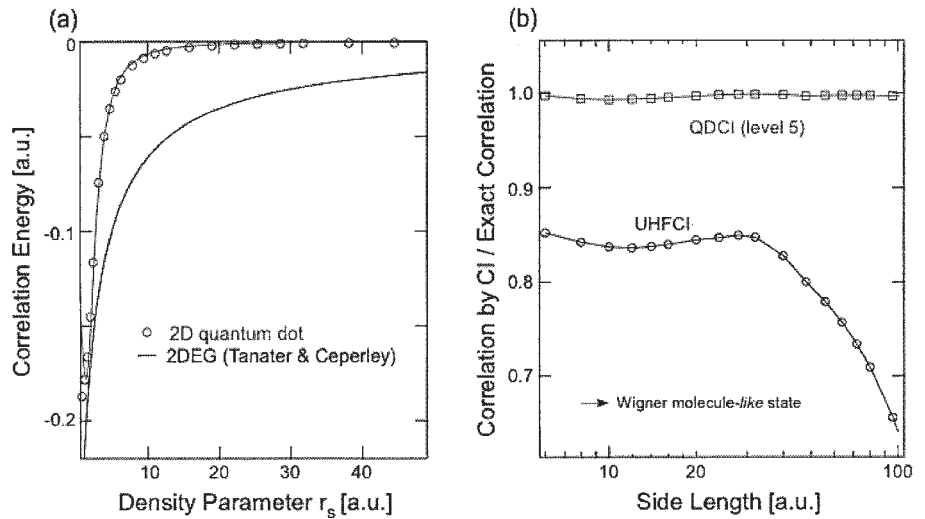 (a)
0
-0.1
-0.2
Correlation Energy [a.u.]
2D quantum dot
2DEG (Tanater & Ceperley)
10 20 30 40
Density Parameter rs [a.u.]
(b)
1.0
0.9
0.8
0.7
Correlation by CI / Exact Correlation
QDCI (level 5)
UHFCI
Wigner molecule-like state
10 20 100
Side Length [a.u.]